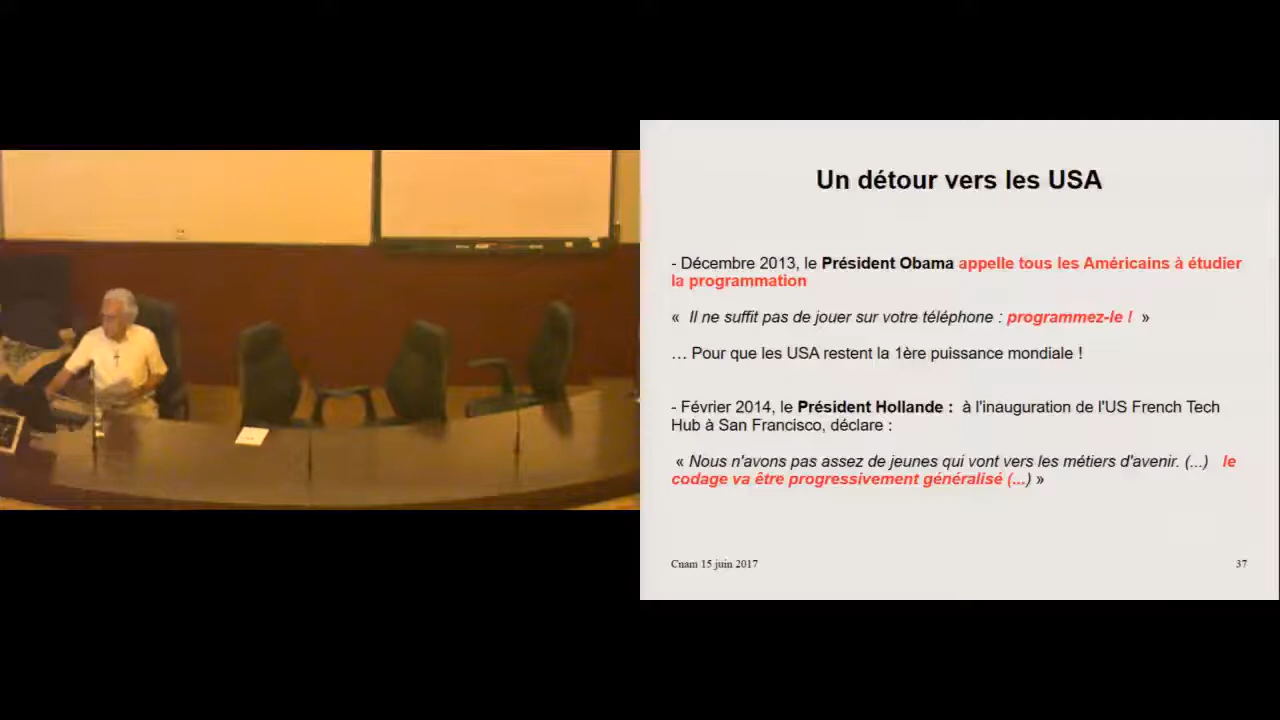 Un détour vers les USA
- Décembre 2013, le Président Obama appelle tous les Américains à étudier
la programmation
« Il ne suffit pas de jouer sur votre téléphone : programmez-le ! »
… Pour que les USA restent la 1ère puissance mondiale !
- Février 2014, le Président Hollande : à l'inauguration de l'US French Tech
Hub à San Francisco, déclare :
« Nous n'avons pas assez de jeunes qui vont vers les métiers d'avenir. (...) le
codage va être progressivement généralisé (...) »
Cnam 15 juin 2017
37